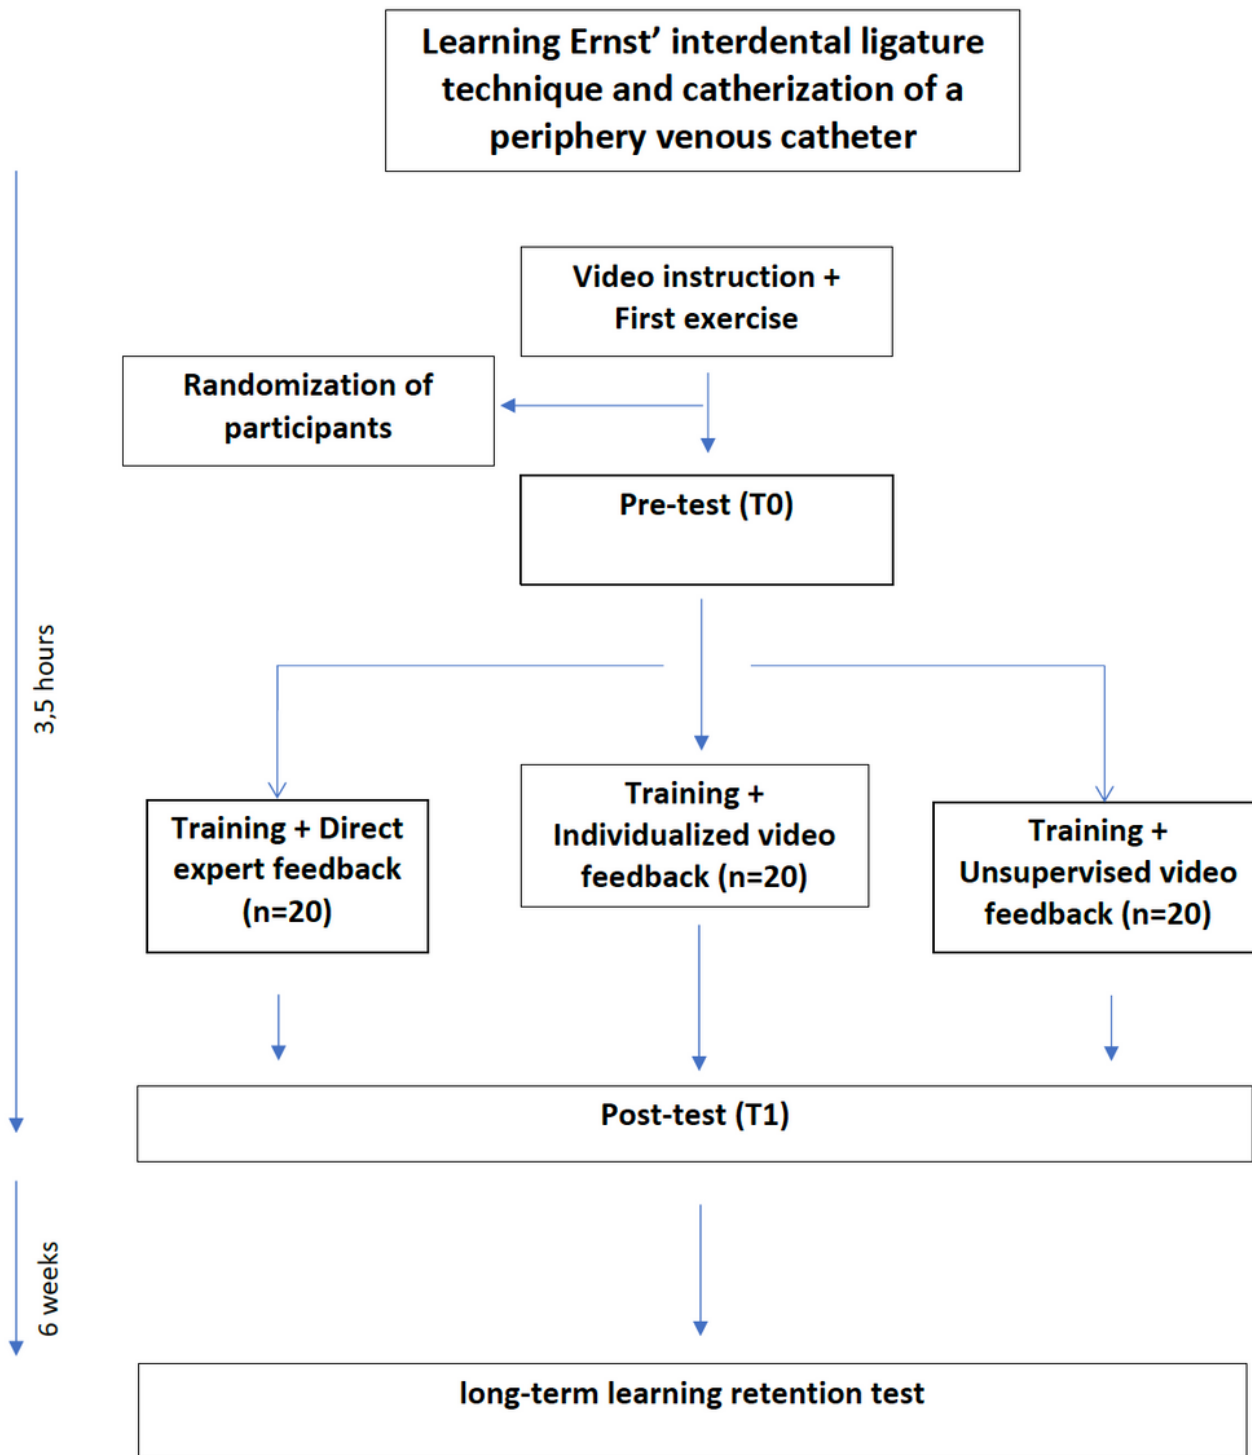 Learning Ernst’ interdental ligature
technique and catherization of a
periphery venous catheter
Video instruction +
First exercise
Randomization of
participants
Pre-test (T0)
3,5 hours
Training + Direct
expert feedback
(n=20)
Training +
Individualized video
feedback (n=20)
Training +
Unsupervised video
feedback (n=20)
Post-test (T1)
6 weeks
long-term learning retention test